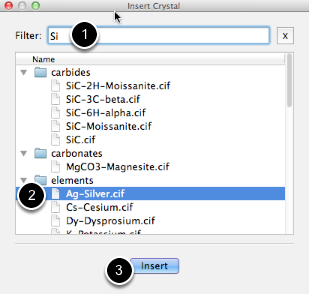 Insert Crystal
Filter: Si 1 x
Name
carbides
SiC-2H-Moissanite.cif
SiC-3C-beta.cif
SiC-6H-alpha.cif
SiC-Moissanite.cif
SiC.cif
carbonates
MgCO3-Magnesite.cif
elements
2 Ag-Silver.cif
Cs-Cesium.cif
Dy-Dysprosium.cif
K-Potassium.cif
3 Insert